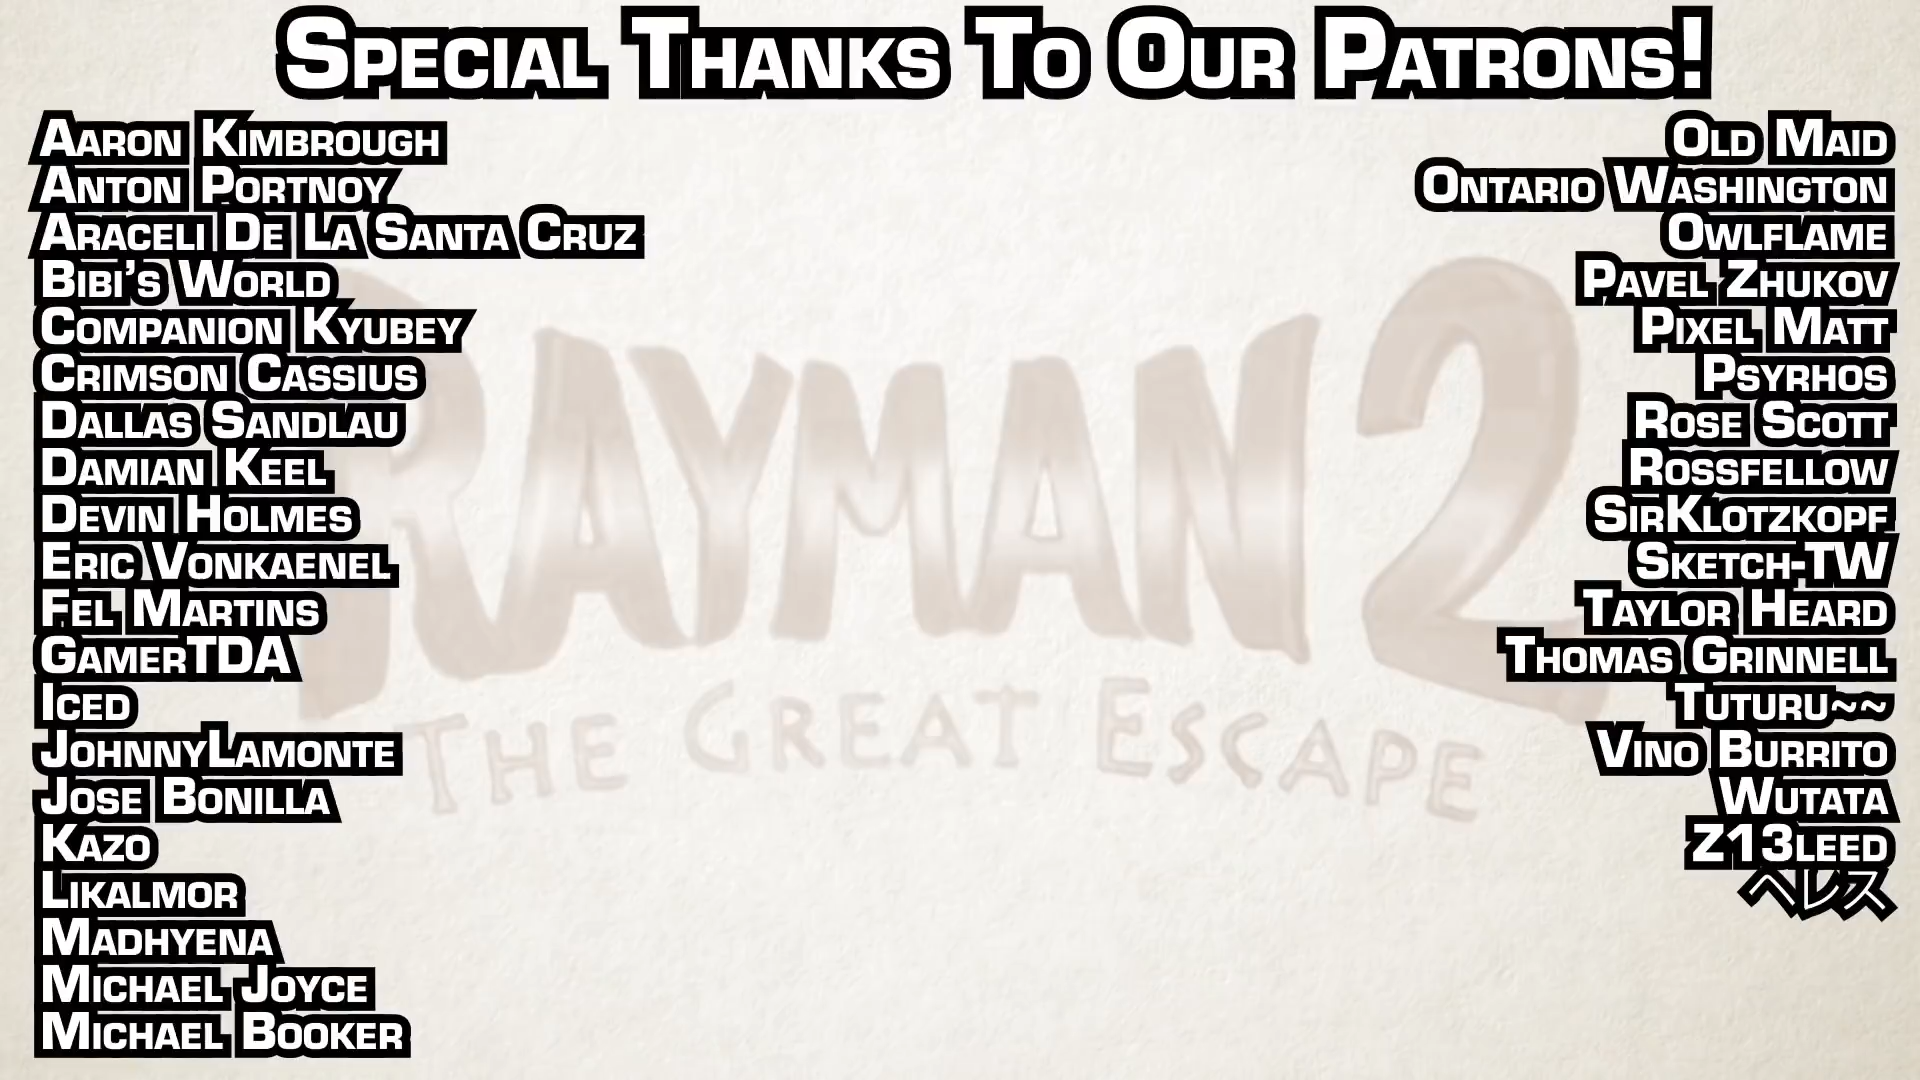 Special Thanks To Our Patrons!
Aaron Kimbrough
Anton Portnoy
Araceli De La Santa Cruz
Bibi's World
Companion Kyubey
Crimson Cassius
Dallas Sandlau
Damian Keel
Devin Holmes
Eric Vonkaenel
Fel Martins
GamerTDA
Iced
JohnnyLamonte
Jose Bonilla
Kazo
Likalmor
Madhyena
Michael Joyce
Michael Booker
Old Maid
Ontario Washington
Owlflame
Pavel Zhukov
Pixel Matt
Psyrhos
Rose Scott
Rossfellow
SirKlotzkopf
Sketch-TW
Taylor Heard
Thomas Grinnell
Tuturu~~
Vino Burrito
Wutata
Z13leed
ヘレス
RAYMAN 2
THE GREAT ESCAPE